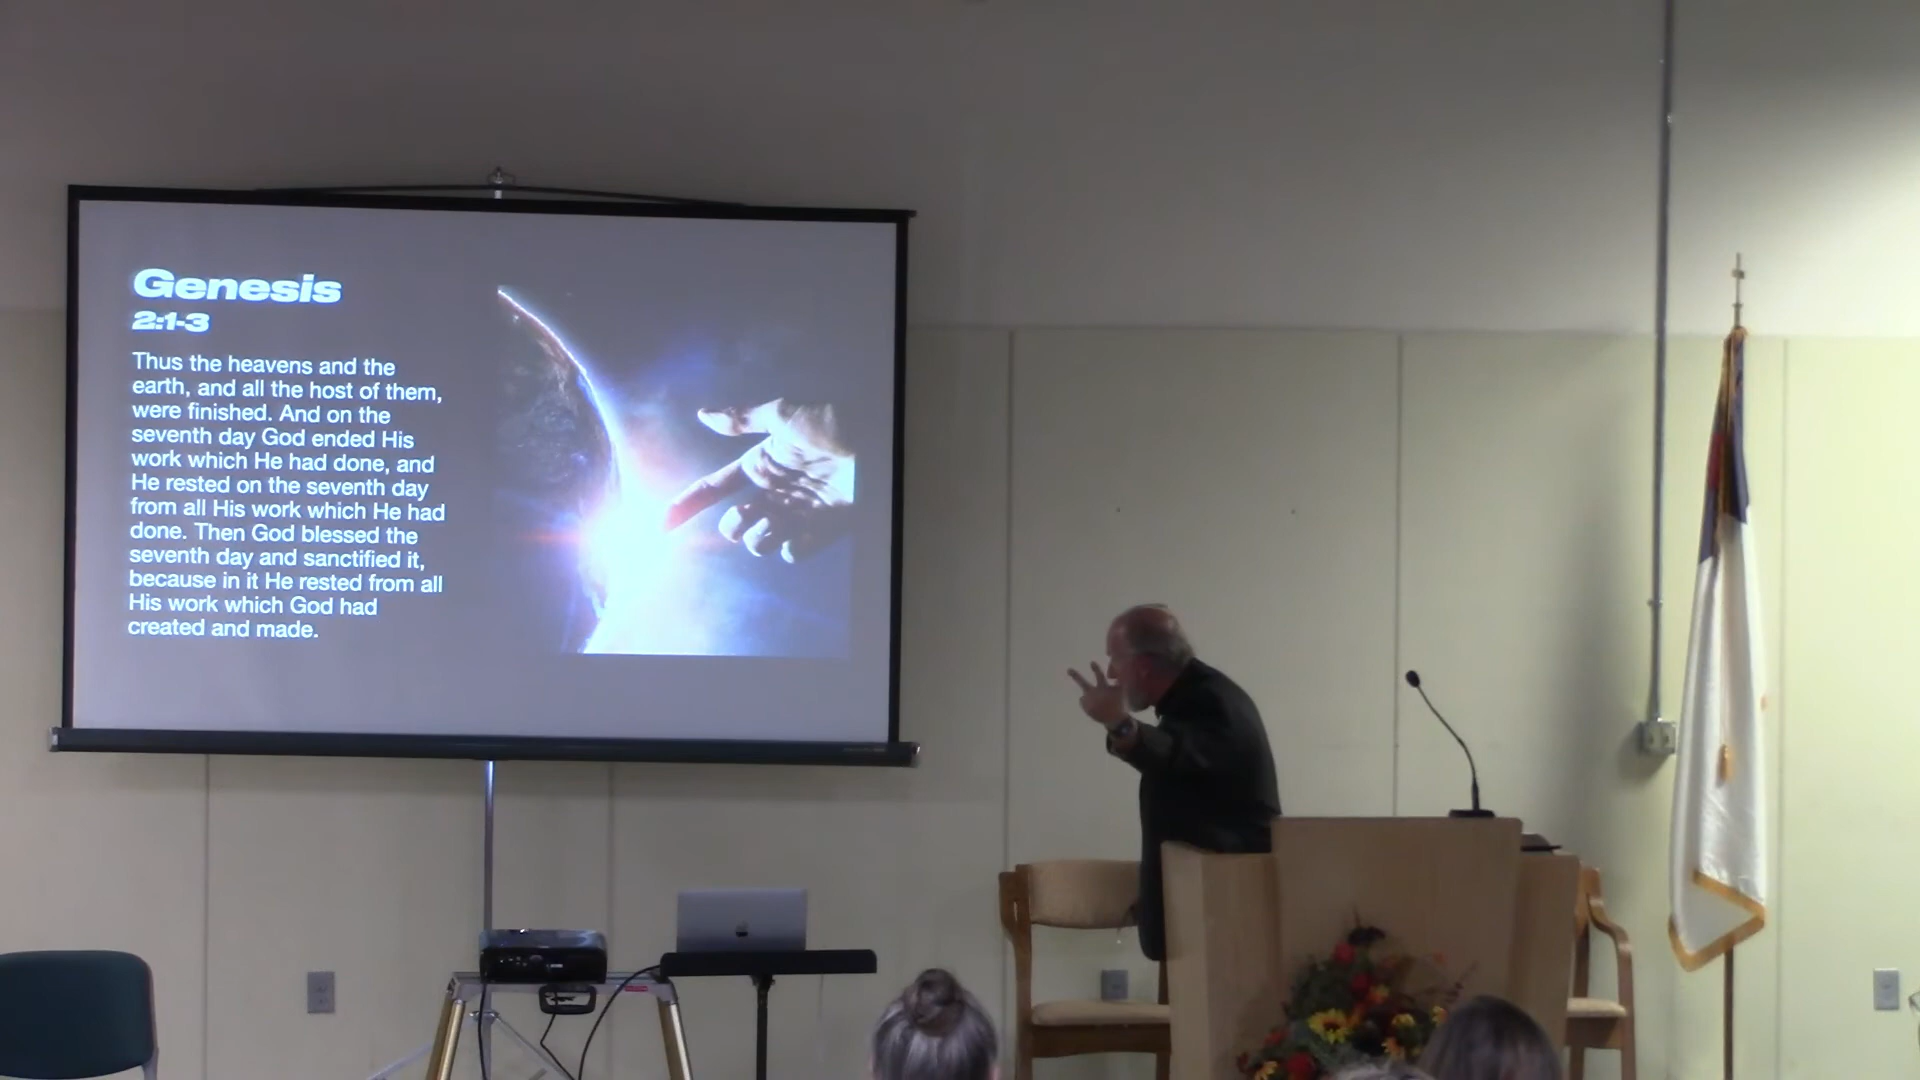 Genesis
2:1-3
Thus the heavens and the
earth, and all the host of them,
were finished. And on the
seventh day God ended His
work which He had done, and
He rested on the seventh day
from all His work which He had
done. Then God blessed the
seventh day and sanctified it,
because in it He rested from all
His work which God had
created and made.